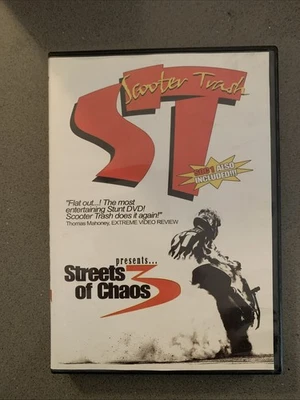 Scooter Trash
ST
ALSO
INCLUDED!!!
"Flat out...! The most
entertaining Stunt DVD!
Scooter Trash does it again!"
Thomas Mahoney, EXTREME VIDEO REVIEW
presents...
Streets
of Chaos
3